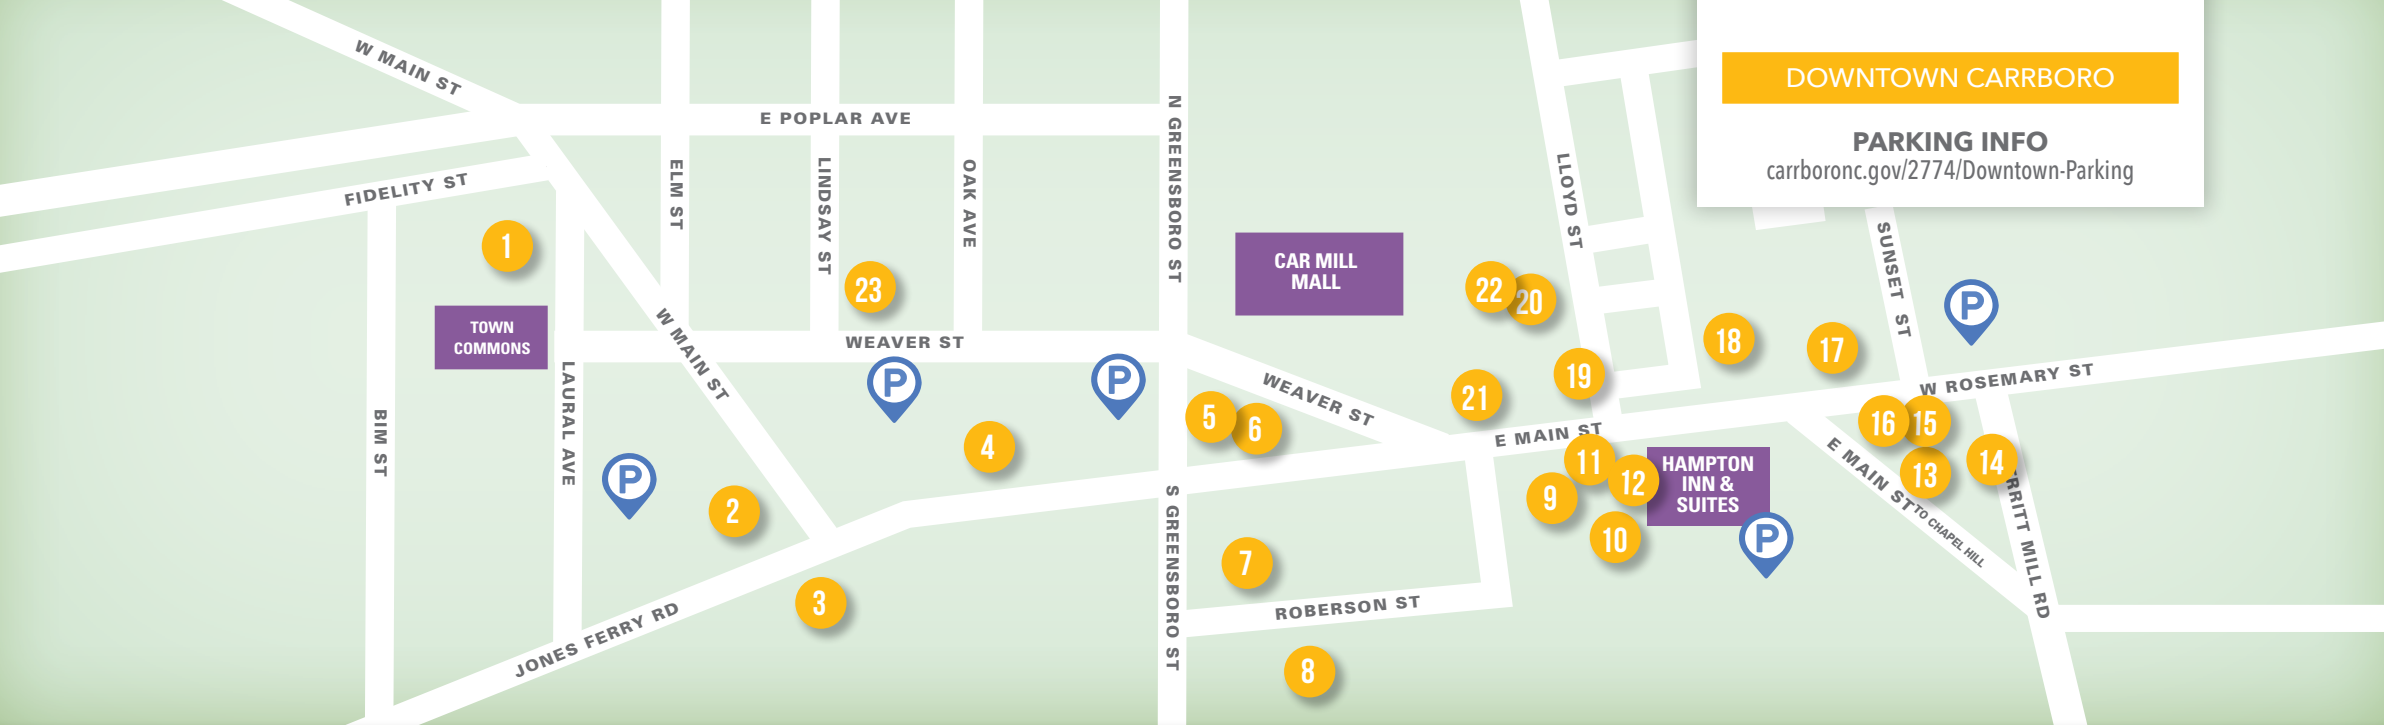 W MAIN ST
E POPLAR AVE
FIDELITY ST
ELM ST
LINDSAY ST
OAK AVE
N GREENSBORO ST
LLOYD ST
DOWNTOWN CARRBORO
PARKING INFO
carrboronc.gov/2774/Downtown-Parking
SUNSET ST
1
23
CAR MILL
MALL
22
20
P
TOWN
COMMONS
W MAIN ST
WEAVER ST
18
17
LAURAL AVE
P
P
WEAVER ST
19
21
W ROSEMARY ST
BIM ST
5
6
4
E MAIN ST
16
15
P
2
11
12
9
10
HAMPTON
INN &
SUITES
P
13
14
E MAIN ST
TO CHAPEL HILL
RRITT MILL RD
S GREENSBORO ST
7
3
JONES FERRY RD
ROBERSON ST
8